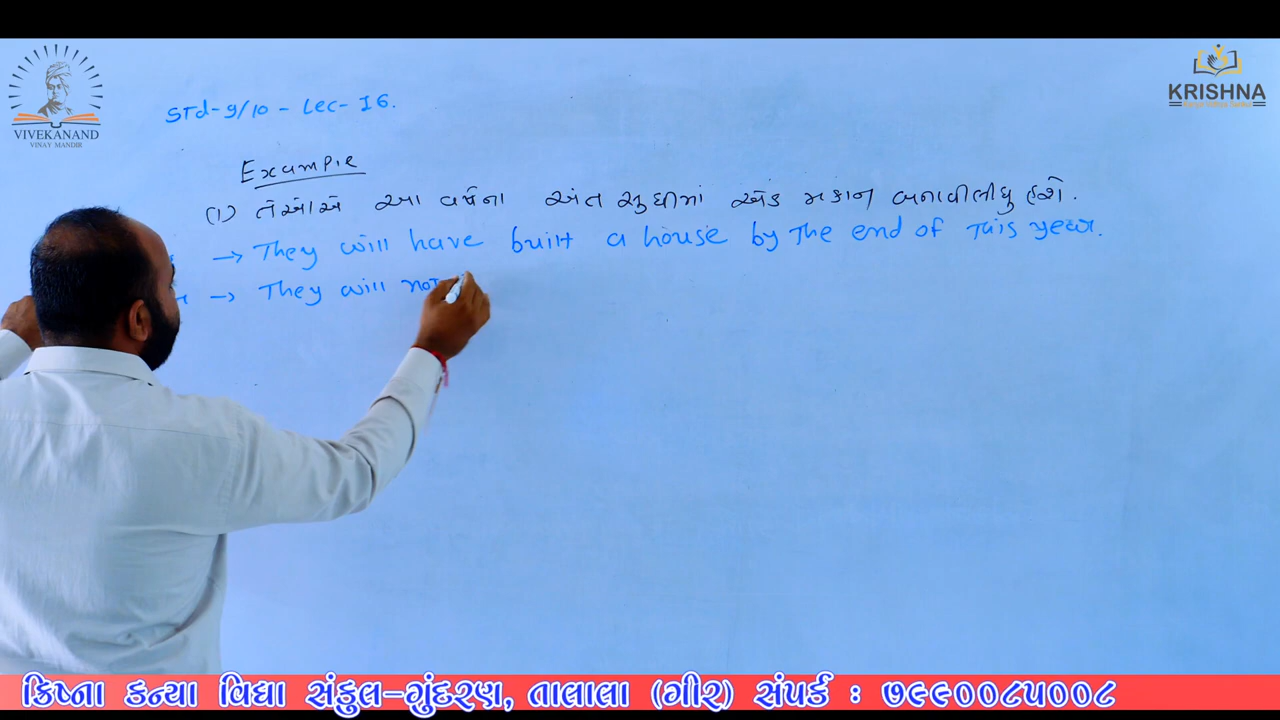 VIVEKANAND
VINAY MANDIR
KRISHNA
Std-9/10 - Lec-16.
Example
(1) તેઓએ આ વર્ષના અંત સુધીમાં એક મકાન બનાવીલીધુ હશે.
→ They will have built a house by The end of This year.
→ They will not
ક્રિષ્ના કન્યા વિદ્યા સંકુલ-ગુંદરણ, તાલાલા (ગીર) સંપર્ક : ૭૯૯૦૦૮૫૦૦૮